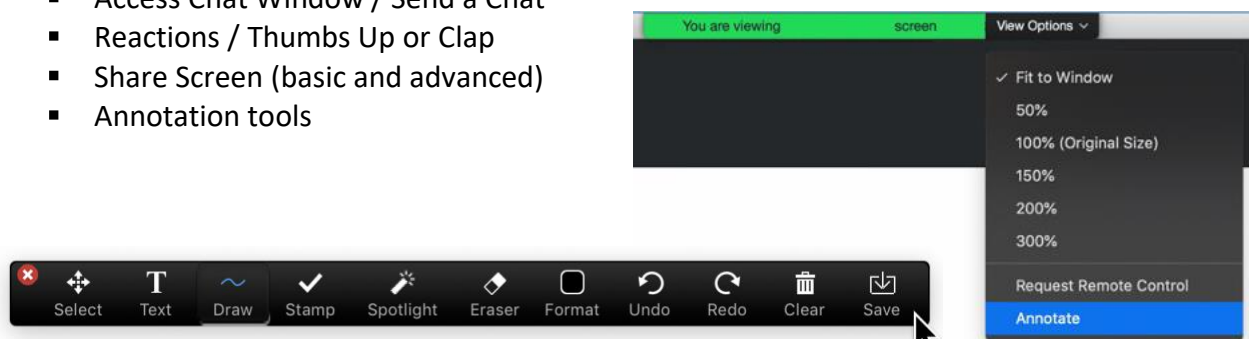 Access Chat Window / Send a Chat
Reactions / Thumbs Up or Clap
Share Screen (basic and advanced)
Annotation tools
You are viewing screen View Options
Fit to Window
50%
100% (Original Size)
150%
200%
300%
Request Remote Control
Annotate
Select Text Draw Stamp Spotlight Eraser Format Undo Redo Clear Save